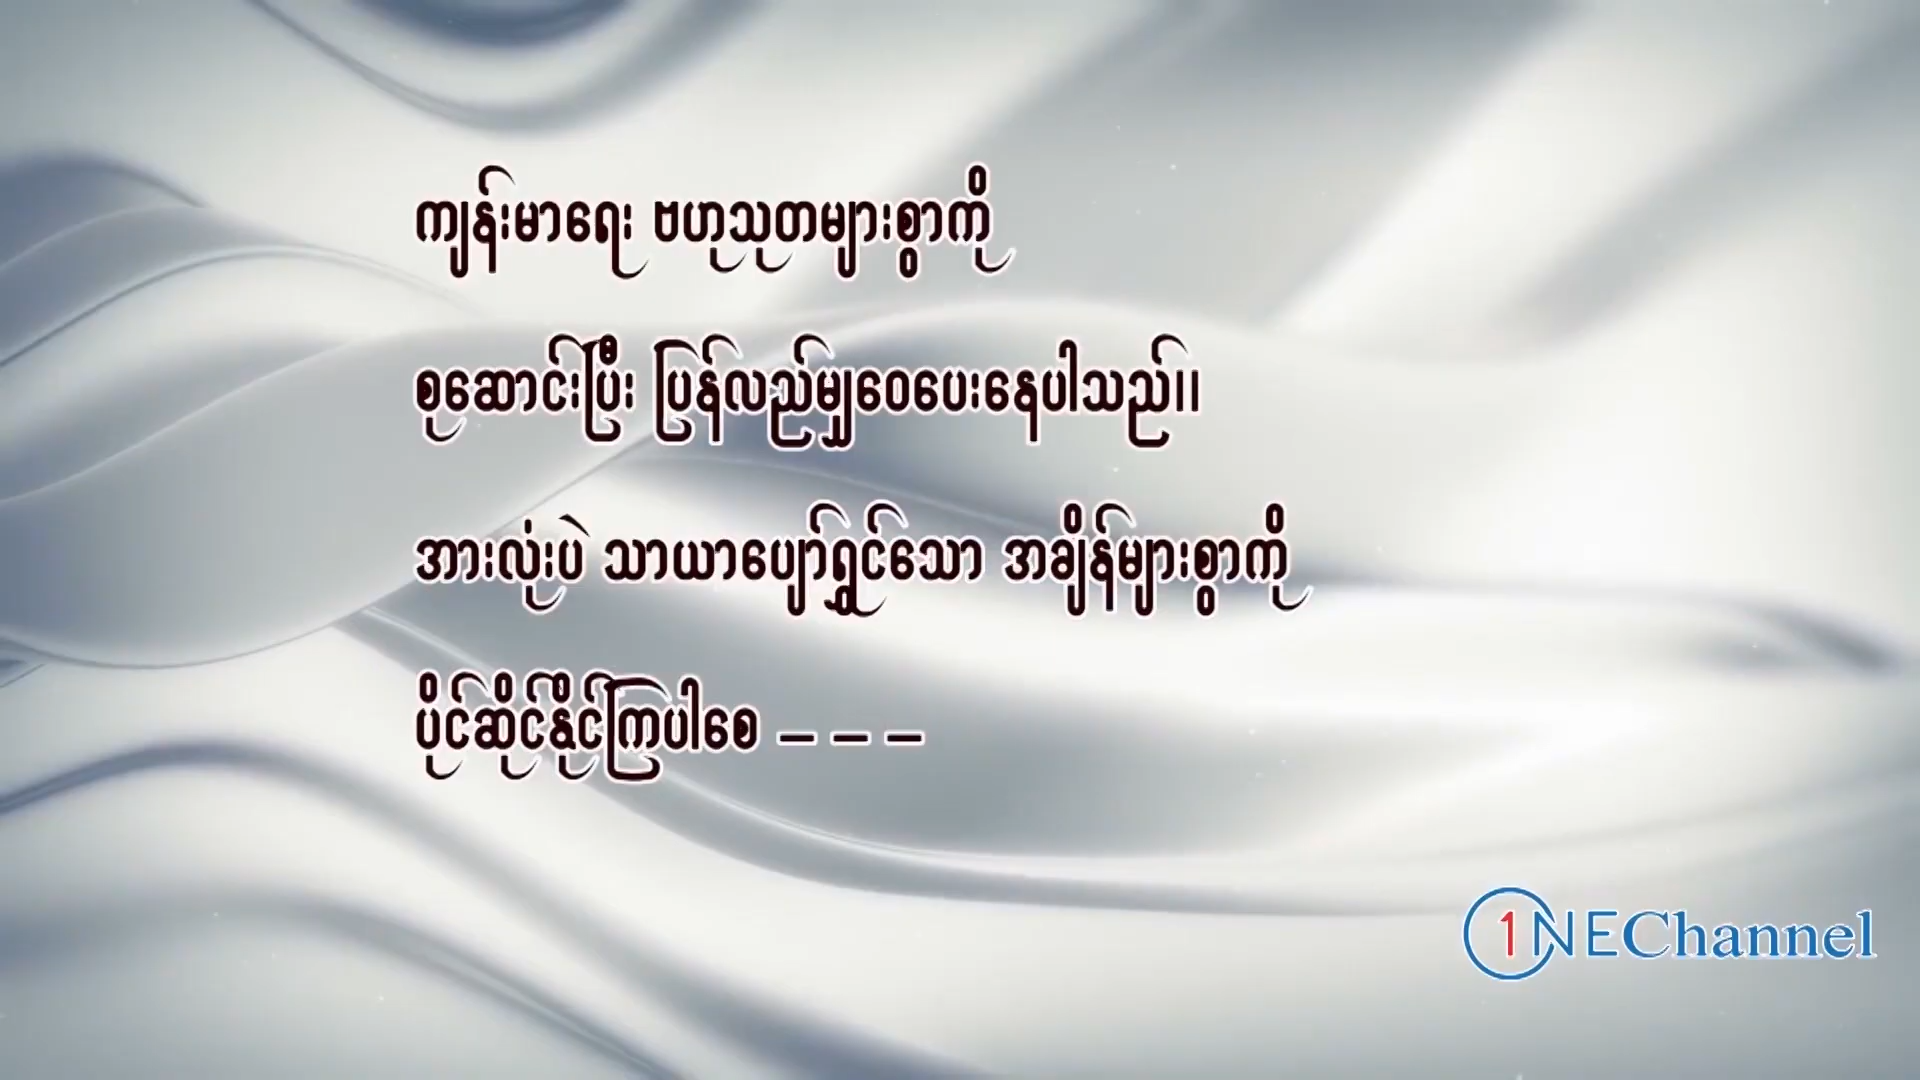 ကျန်းမာရေး ဗဟုသုတများစွာကို
စုဆောင်းပြီး ပြန်လည်မျှဝေပေးနေပါသည်။
အားလုံးပဲ သာယာပျော်ရွှင်သော အချိန်များစွာကို
ပိုင်ဆိုင်နိုင်ကြပါစေ – – –
1NEChannel